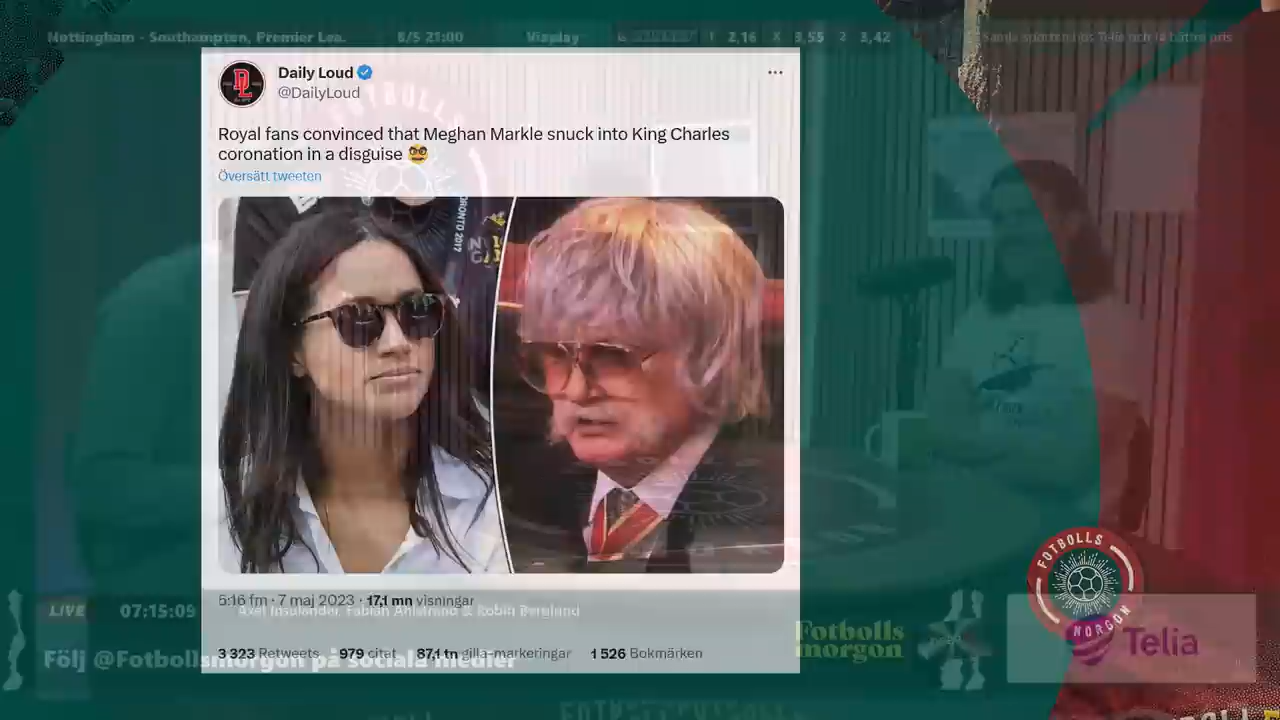 Nottingham - Southampton, Premier Lea.
8/5 21:00
Viaplay
1 2,16 X 3,55 2 3,42
Daily Loud
@DailyLoud
Royal fans convinced that Meghan Markle snuck into King Charles
coronation in a disguise 🥸
Översätt tweeten
ORONTO 2017
5:16 fm · 7 maj 2023 · 17,1 mn visningar
Axel Insulander, Fabian Ahlstrand & Robin Berglund
LIVE
07:15:09
3 323 Retweets 979 citat 87,1 tn gilla-markeringar 1 526 Bokmärken
Följ @Fotbollsmorgon på sociala medier
Fotbolls
morgon
FOTBOLLS
MORGON
Telia